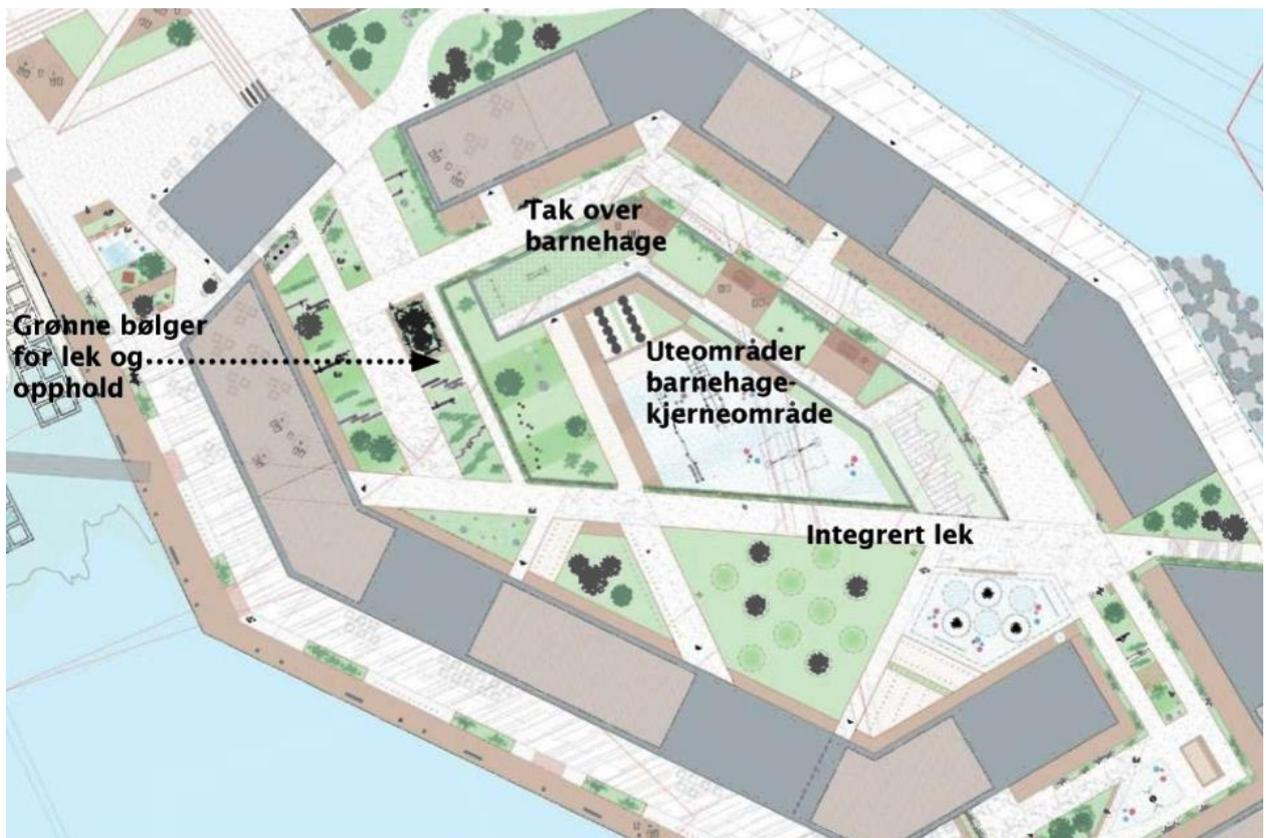 Tak over
barnehage
Grønne bølger
for lek og
opphold
Uteområder
barnehage-
kjerneområde
Integrert lek